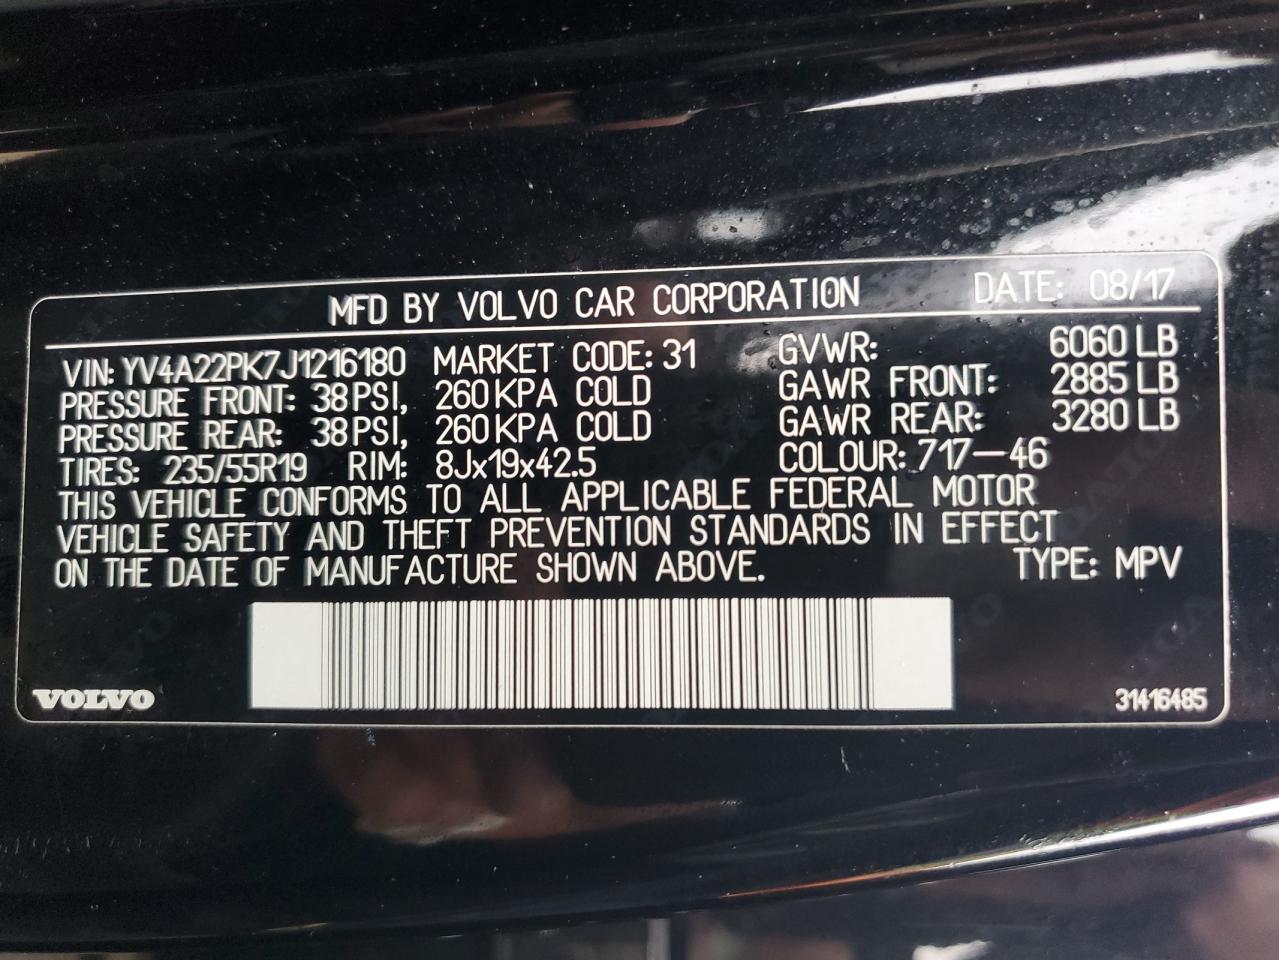 MFD BY VOLVO CAR CORPORATION DATE: 08/17
VIN: YV4A22PK7J1216180 MARKET CODE: 31 GVWR: 6060 LB
PRESSURE FRONT: 38 PSI, 260 KPA COLD GAWR FRONT: 2885 LB
PRESSURE REAR: 38 PSI, 260 KPA COLD GAWR REAR: 3280 LB
TIRES: 235/55R19 RIM: 8Jx19x42.5 COLOUR: 717-46
THIS VEHICLE CONFORMS TO ALL APPLICABLE FEDERAL MOTOR
VEHICLE SAFETY AND THEFT PREVENTION STANDARDS IN EFFECT
ON THE DATE OF MANUFACTURE SHOWN ABOVE. TYPE: MPV
VOLVO 31416485